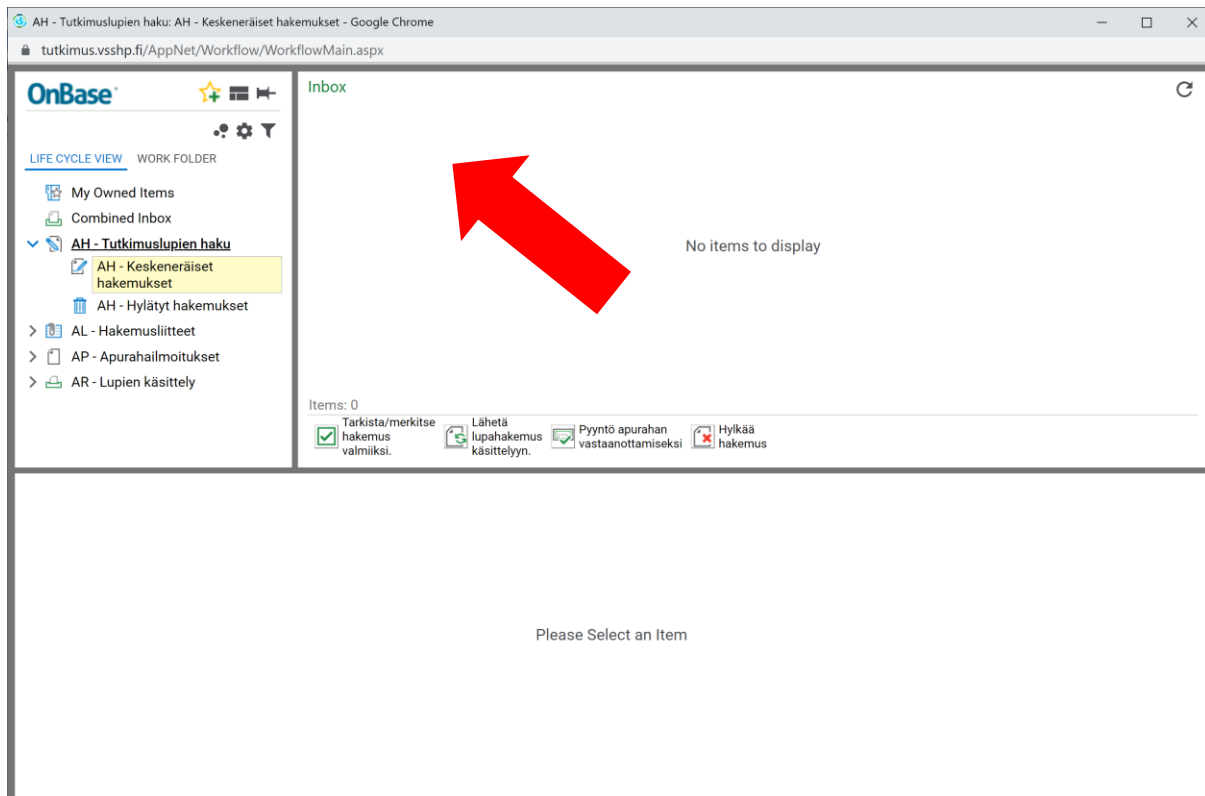 AH - Tutkimuslupien haku: AH - Keskeneräiset hakemukset - Google Chrome
tutkimus.vsshp.fi/AppNet/Workflow/WorkflowMain.aspx
OnBase
LIFE CYCLE VIEW WORK FOLDER
My Owned Items
Combined Inbox
AH - Tutkimuslupien haku
AH - Keskeneräiset
hakemukset
AH - Hylätyt hakemukset
AL - Hakemusliitteet
AP - Apurahailmoitukset
AR - Lupien käsittely
Inbox
No items to display
Items: 0
Tarkista/merkitse
hakemus
valmiiksi.
Lähetä
lupahakemus
käsittelyyn.
Pyyntö apurahan
vastaanottamiseksi
Hylkää
hakemus
Please Select an Item